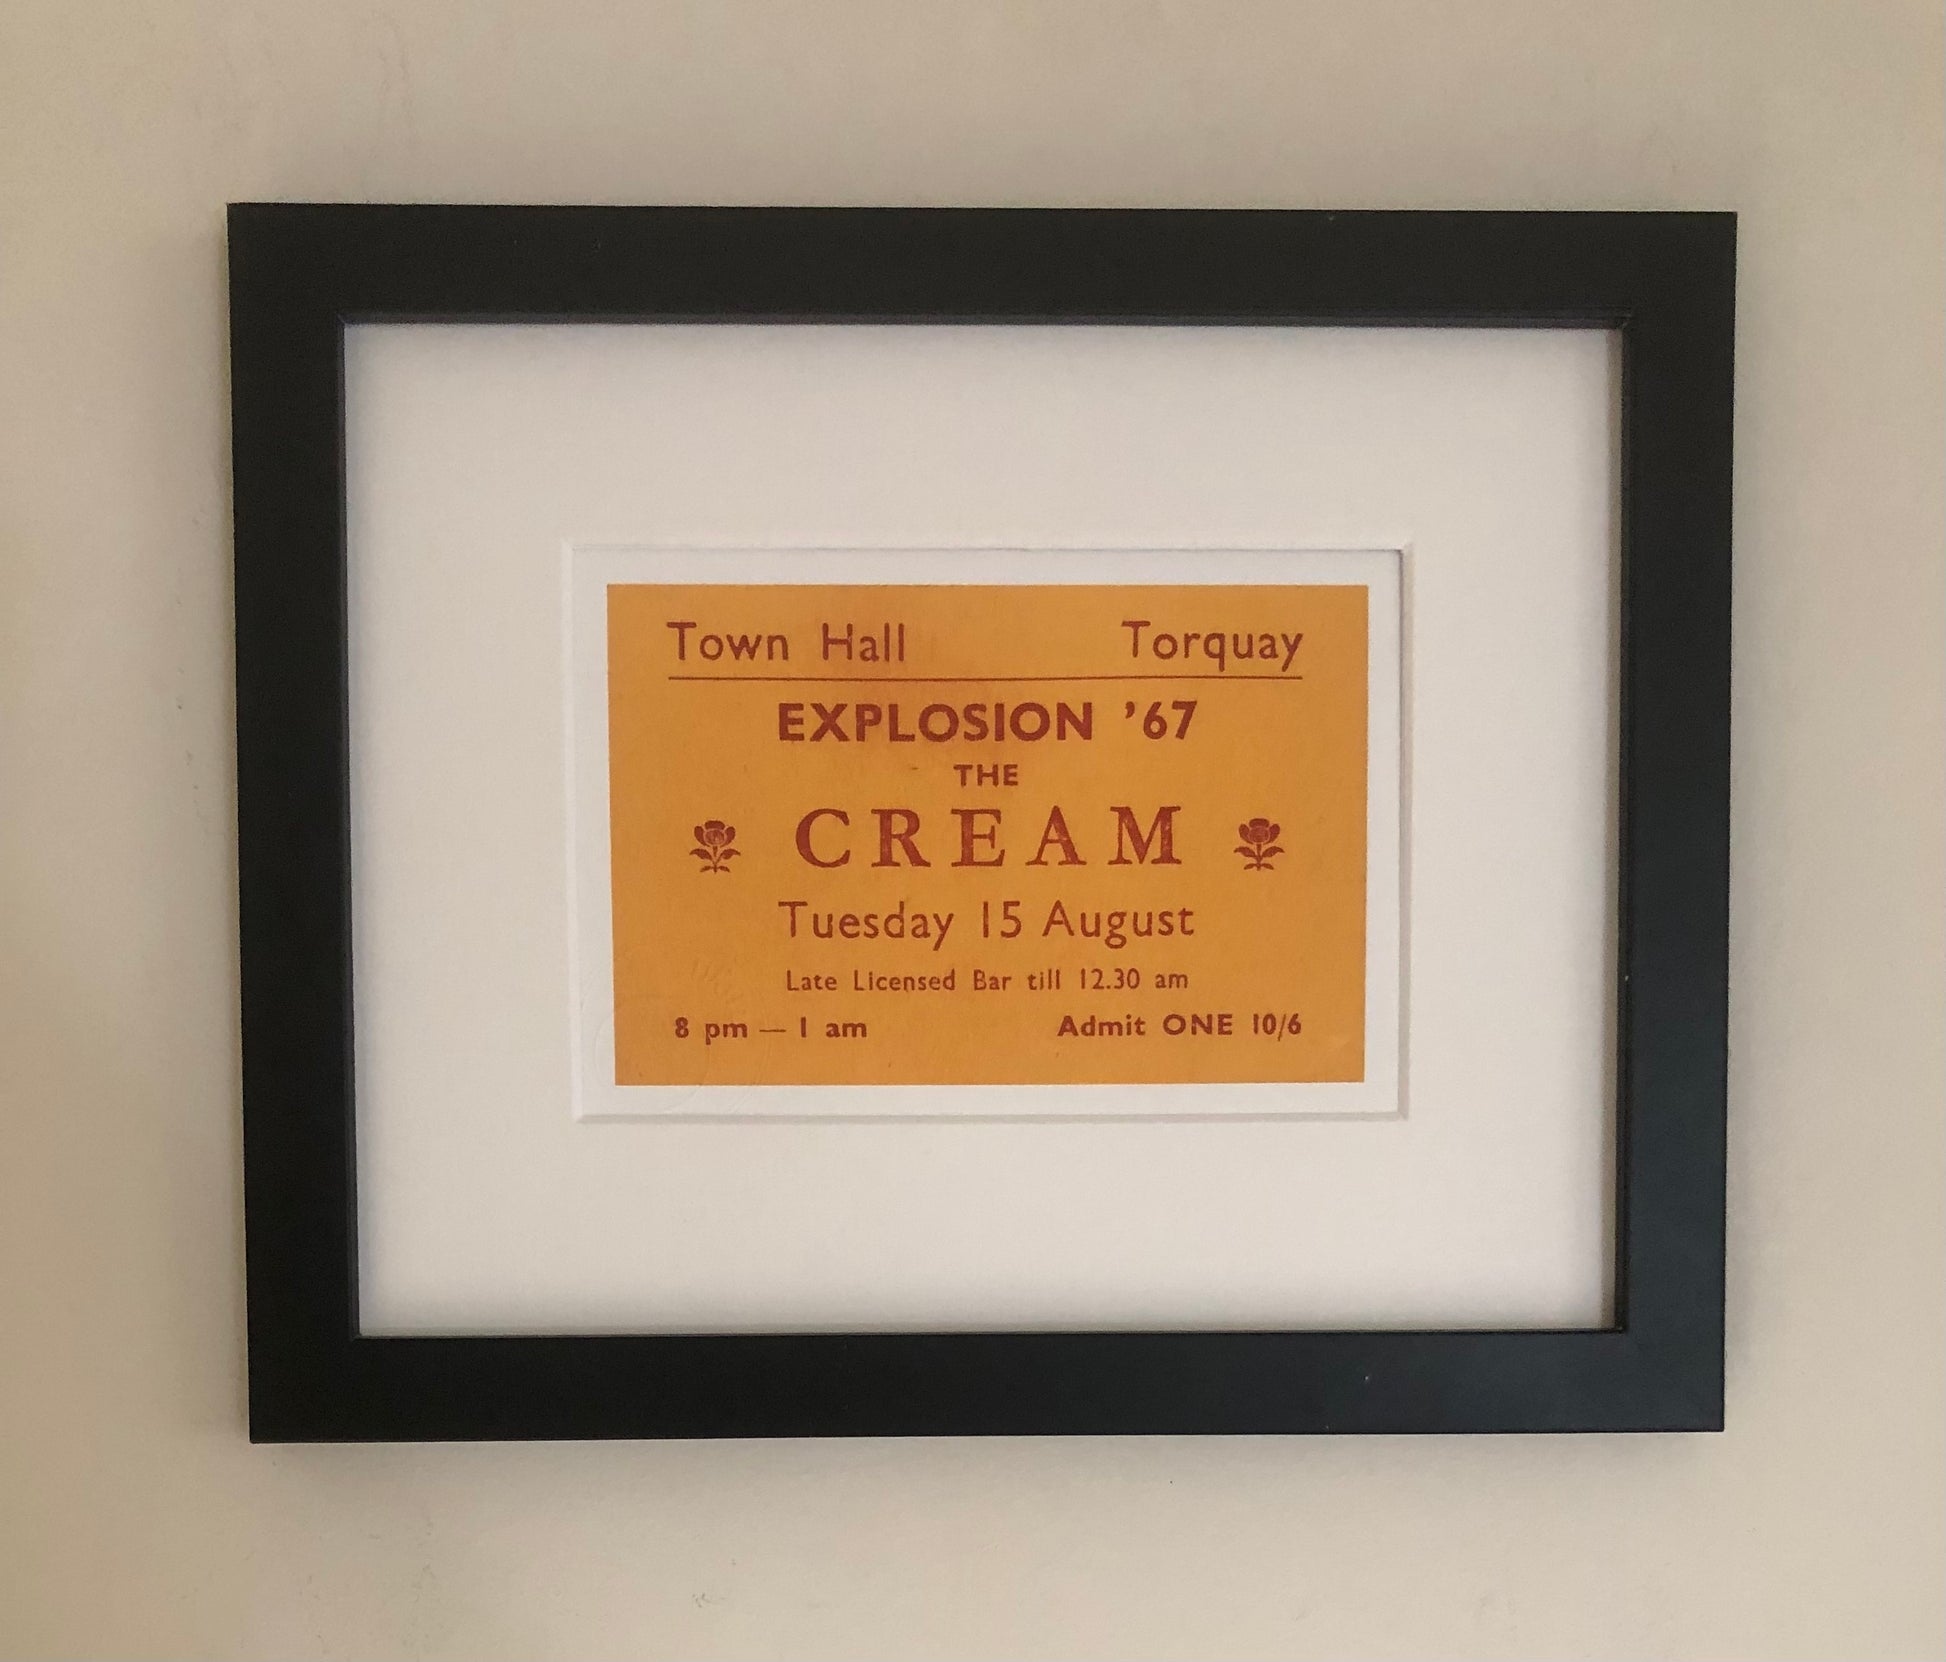 Town Hall Torquay
EXPLOSION '67
THE
CREAM
Tuesday 15 August
Late Licensed Bar till 12.30 am
8 pm — 1 am Admit ONE 10/6